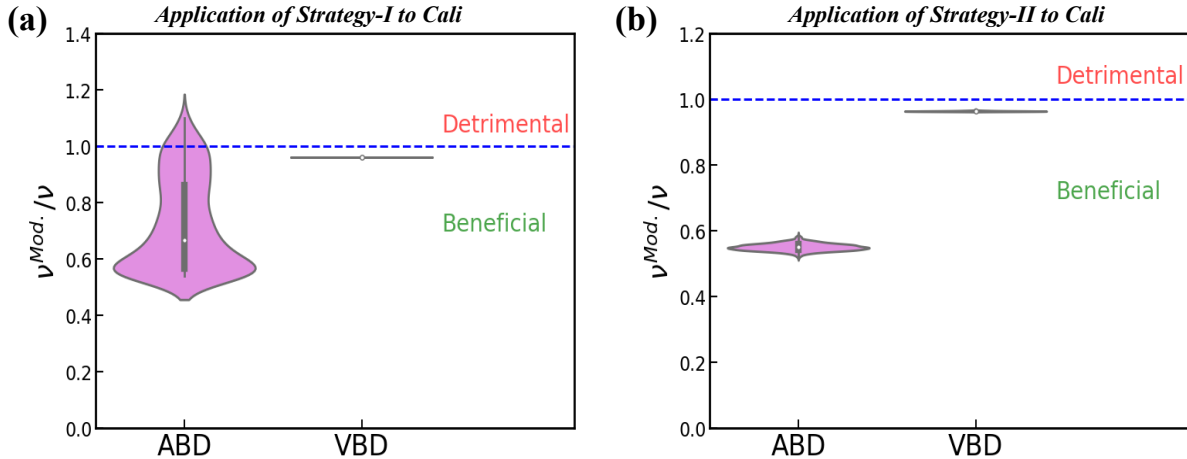 (a) Application of Strategy-I to Cali
1.4
1.2
1.0
0.8
0.6
0.4
0.2
0.0
ν^Mod./ν
Detrimental
Beneficial
ABD VBD
(b) Application of Strategy-II to Cali
1.2
1.0
0.8
0.6
0.4
0.2
0.0
ν^Mod./ν
Detrimental
Beneficial
ABD VBD